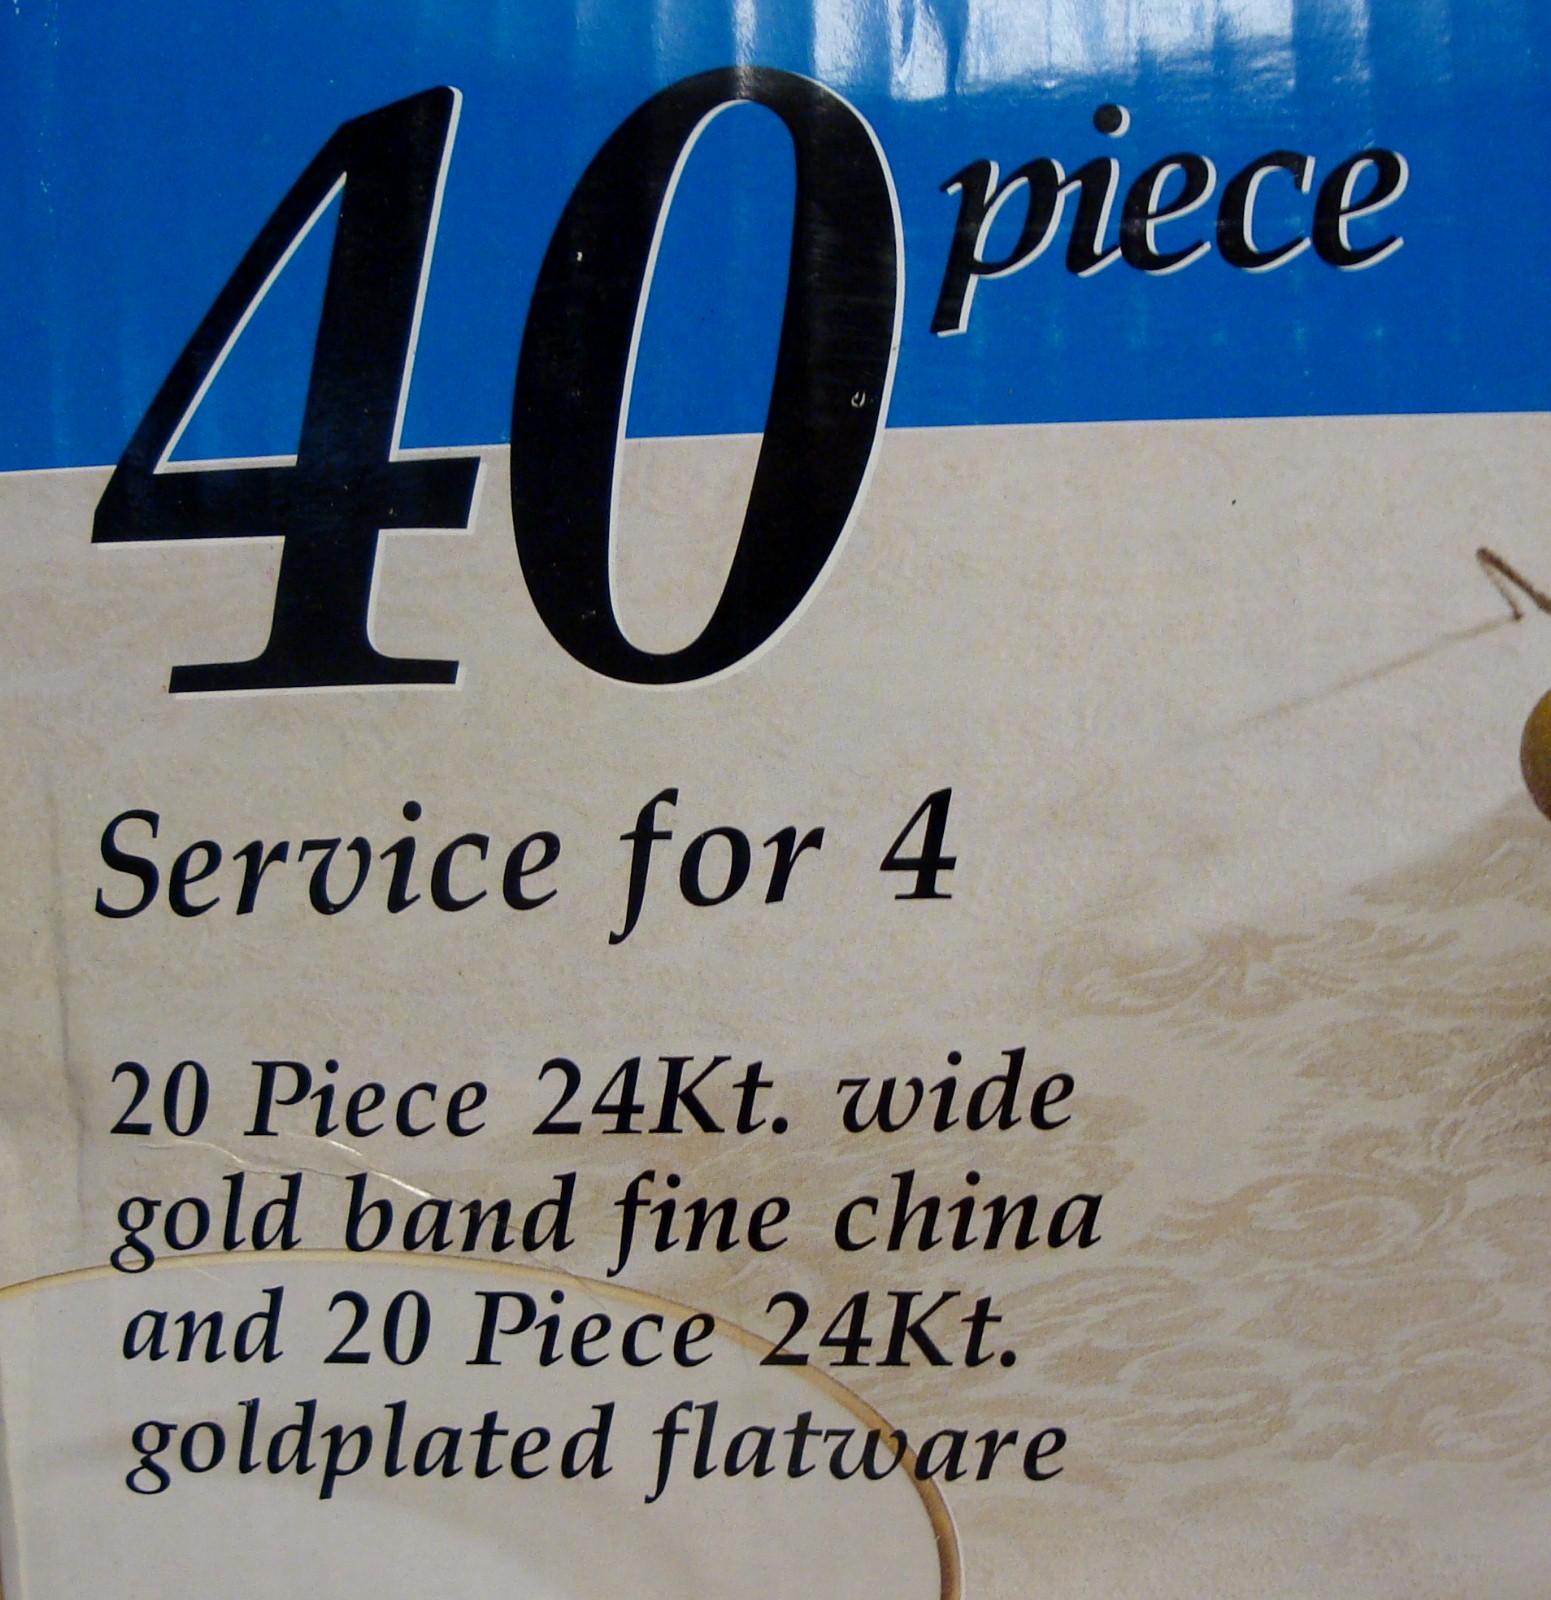 40 piece
Service for 4
20 Piece 24Kt. wide
gold band fine china
and 20 Piece 24Kt.
goldplated flatware